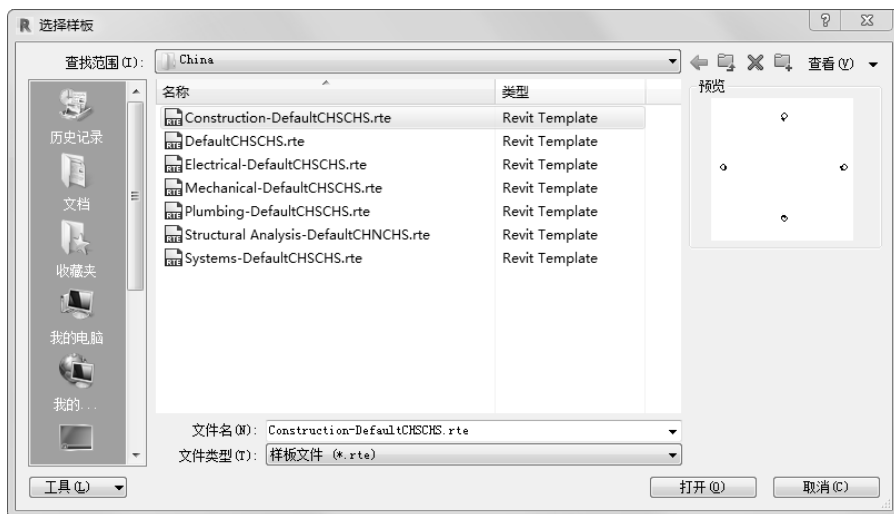 选择样板
查找范围(I): China 查看(V)
名称 类型 预览
Construction-DefaultCHSCHS.rte Revit Template
DefaultCHSCHS.rte Revit Template
Electrical-DefaultCHSCHS.rte Revit Template
Mechanical-DefaultCHSCHS.rte Revit Template
Plumbing-DefaultCHSCHS.rte Revit Template
Structural Analysis-DefaultCHNCHS.rte Revit Template
Systems-DefaultCHSCHS.rte Revit Template
历史记录
文档
收藏夹
我的电脑
我的...
文件名(N): Construction-DefaultCHSCHS.rte
文件类型(T): 样板文件 (*.rte)
工具(L) 打开(O) 取消(C)